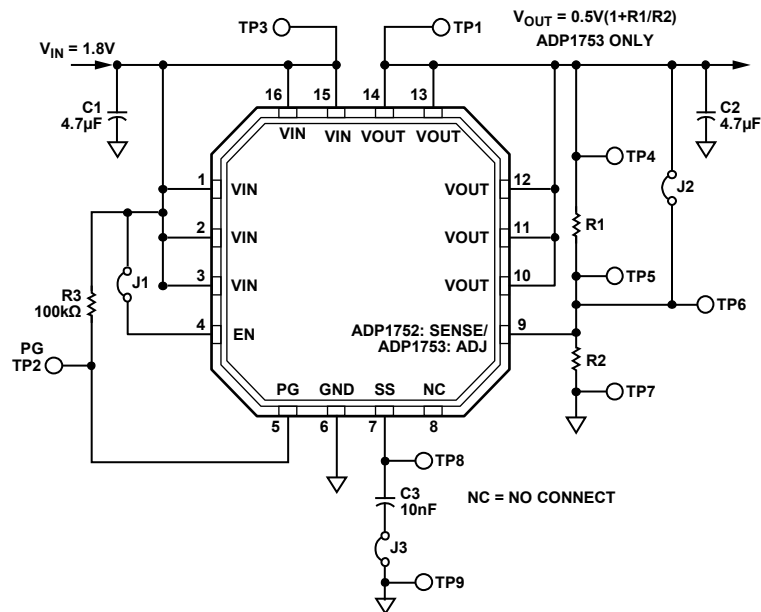 TP3
TP1
VOUT = 0.5V(1+R1/R2)
ADP1753 ONLY
VIN = 1.8V
C1
4.7µF
16
15
14
13
VIN
VIN
VOUT
VOUT
C2
4.7µF
1
VIN
2
VIN
3
VIN
4
EN
VOUT
12
VOUT
11
VOUT
10
ADP1752: SENSE/
ADP1753: ADJ
9
TP4
J2
R1
TP5
TP6
R2
TP7
J1
R3
100kΩ
PG
TP2
PG
GND
SS
NC
5
6
7
8
TP8
C3
10nF
NC = NO CONNECT
J3
TP9